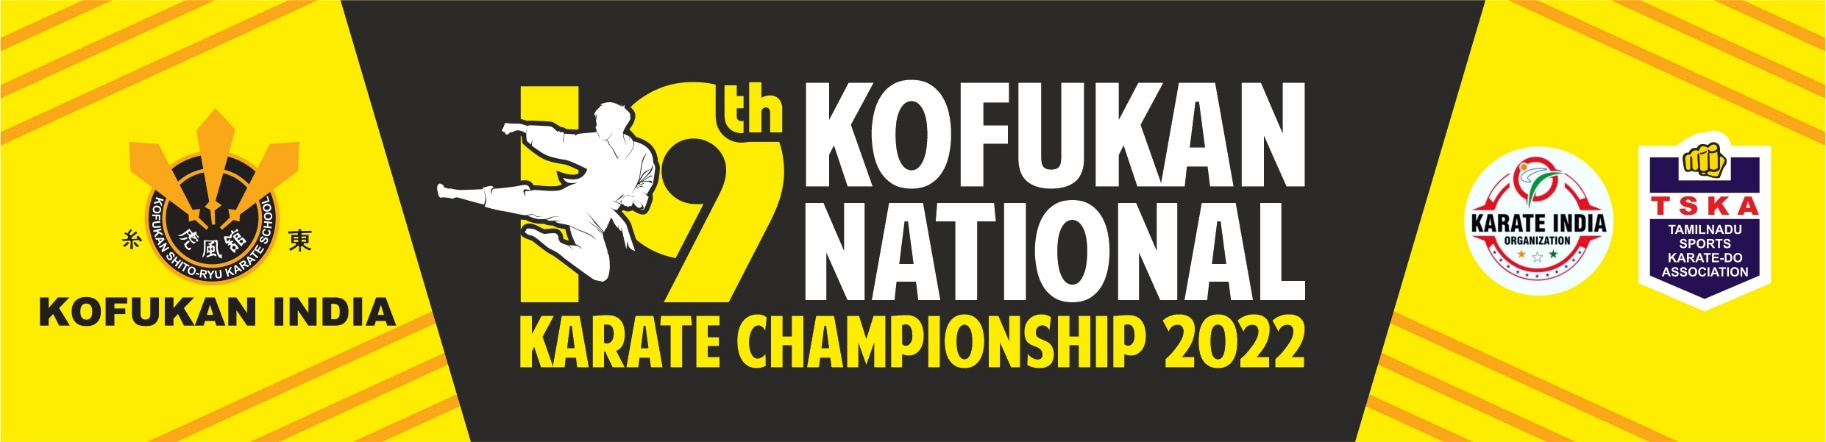 糸
東
虎風舘
KOFUKAN SHITO-RYU KARATE SCHOOL
KOFUKAN INDIA
19th
KOFUKAN
NATIONAL
KARATE CHAMPIONSHIP 2022
KARATE INDIA
ORGANIZATION
TSKA
TAMILNADU
SPORTS
KARATE-DO
ASSOCIATION